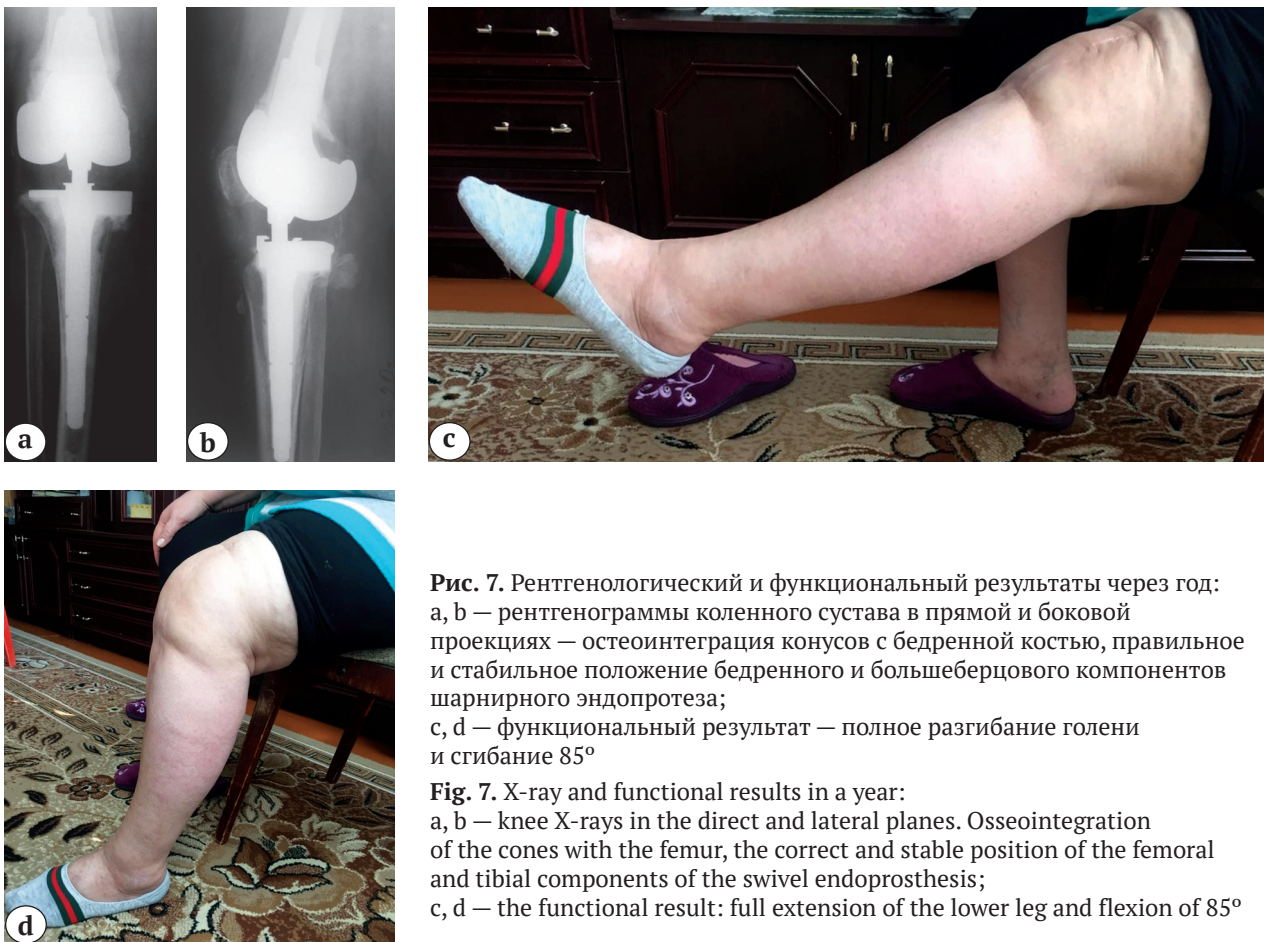 a
b
c
d
Рис. 7. Рентгенологический и функциональный результаты через год:
a, b — рентгенограммы коленного сустава в прямой и боковой
проекциях — остеоинтеграция конусов с бедренной костью, правильное
и стабильное положение бедренного и большеберцового компонентов
шарнирного эндопротеза;
c, d — функциональный результат — полное разгибание голени
и сгибание 85º
Fig. 7. X-ray and functional results in a year:
a, b — knee X-rays in the direct and lateral planes. Osseointegration
of the cones with the femur, the correct and stable position of the femoral
and tibial components of the swivel endoprosthesis;
c, d — the functional result: full extension of the lower leg and flexion of 85º